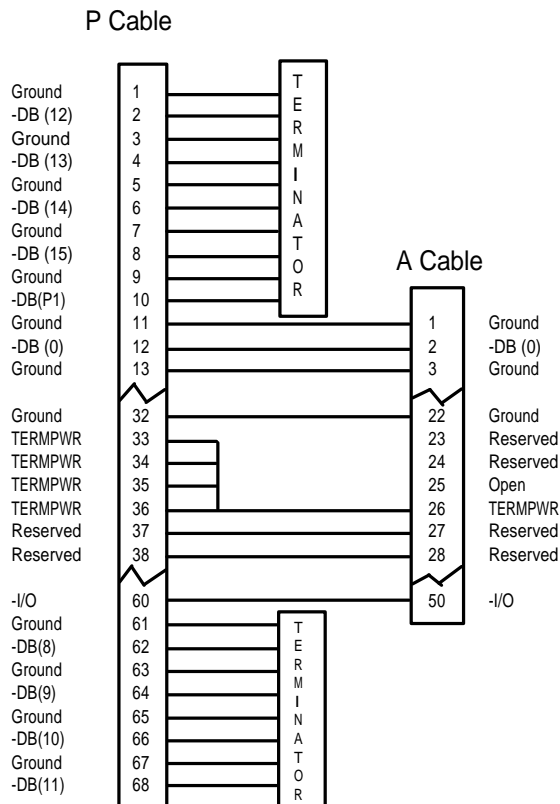 P Cable
Ground 1
-DB (12) 2
Ground 3
-DB (13) 4
Ground 5
-DB (14) 6
Ground 7
-DB (15) 8
Ground 9
-DB(P1) 10
TERMINATOR
A Cable
Ground 11 1 Ground
-DB (0) 12 2 -DB (0)
Ground 13 3 Ground
Ground 32 22 Ground
TERMPWR 33 23 Reserved
TERMPWR 34 24 Reserved
TERMPWR 35 25 Open
TERMPWR 36 26 TERMPWR
Reserved 37 27 Reserved
Reserved 38 28 Reserved
-I/O 60 50 -I/O
Ground 61
-DB(8) 62
Ground 63
-DB(9) 64
Ground 65
-DB(10) 66
Ground 67
-DB(11) 68
TERMINATOR